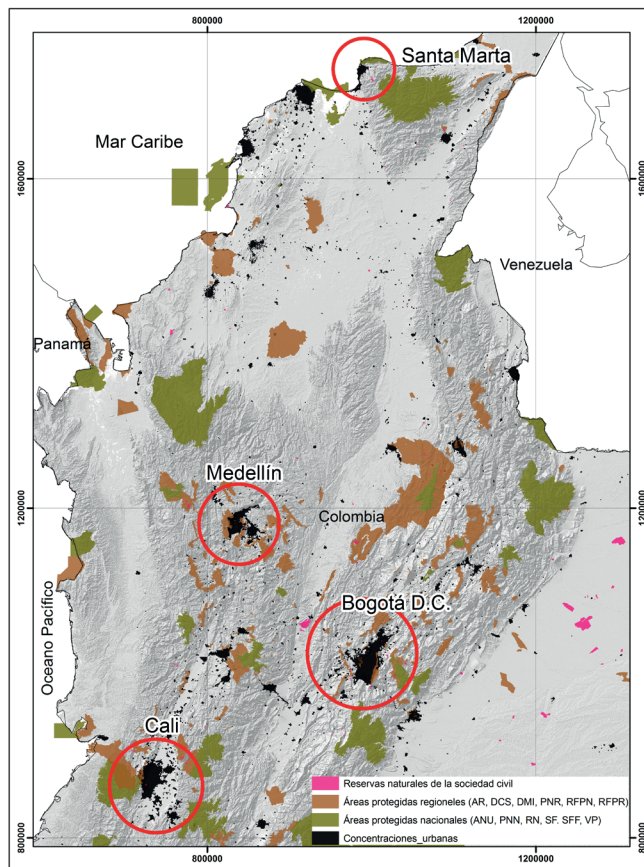 800000
1200000
Santa Marta
Mar Caribe
1600000
1600000
Venezuela
Panamá
Medellín
1200000
1200000
Colombia
Bogotá D.C.
Oceano Pacífico
Cali
Reservas naturales de la sociedad civil
Áreas protegidas regionales (AR, DCS, DMI, PNR, RFPN, RFPR)
Áreas protegidas nacionales (ANU, PNN, RN, SF. SFF, VP)
Concentraciones_urbanas
800000
800000
800000
1200000